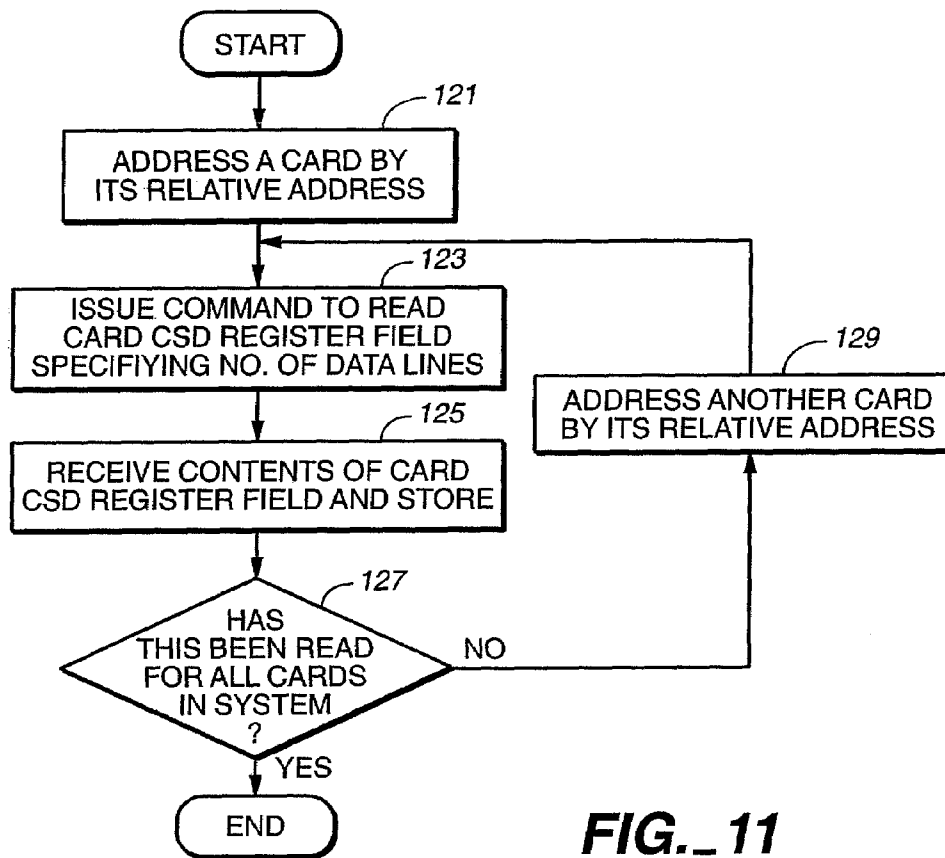 START
121
ADDRESS A CARD BY
ITS RELATIVE ADDRESS
123
ISSUE COMMAND TO READ
CARD CSD REGISTER FIELD
SPECIFIYING NO. OF DATA LINES
129
ADDRESS ANOTHER CARD
BY ITS RELATIVE ADDRESS
125
RECEIVE CONTENTS OF CARD
CSD REGISTER FIELD AND STORE
127
HAS
THIS BEEN READ
FOR ALL CARDS
IN SYSTEM
?
NO
YES
END
FIG._11